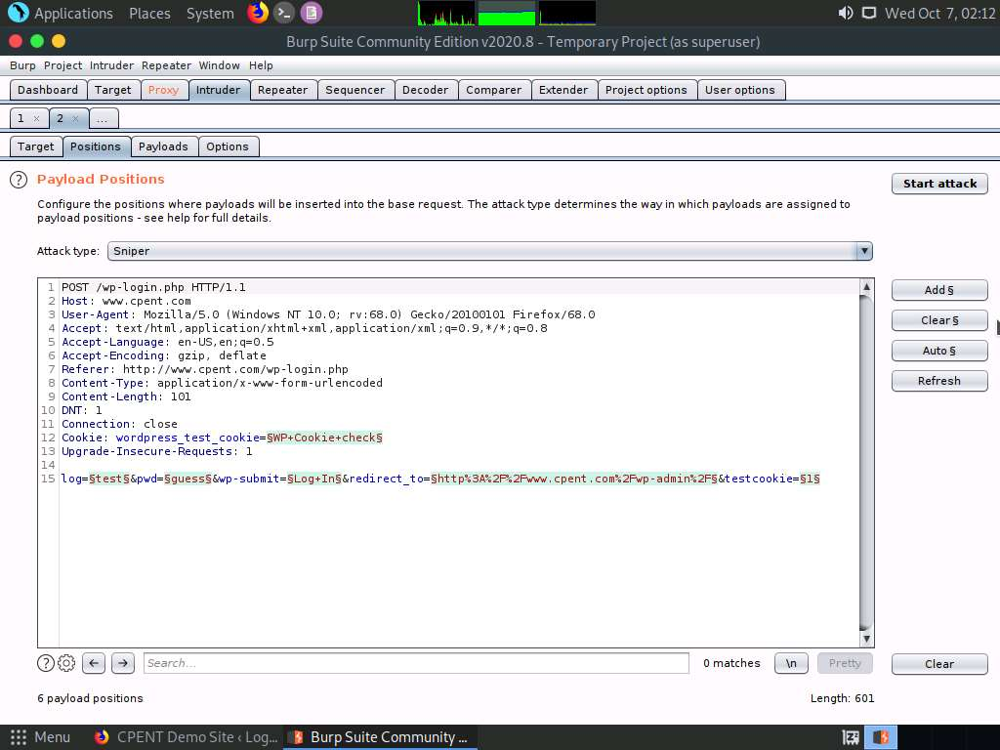 Applications Places System Wed Oct 7, 02:12
Burp Suite Community Edition v2020.8 - Temporary Project (as superuser)
Burp Project Intruder Repeater Window Help
Dashboard Target Proxy Intruder Repeater Sequencer Decoder Comparer Extender Project options User options
1 × 2 × ...
Target Positions Payloads Options
? Payload Positions
Start attack
Configure the positions where payloads will be inserted into the base request. The attack type determines the way in which payloads are assigned to
payload positions - see help for full details.
Attack type: Sniper
1 POST /wp-login.php HTTP/1.1
2 Host: www.cpent.com
3 User-Agent: Mozilla/5.0 (Windows NT 10.0; rv:68.0) Gecko/20100101 Firefox/68.0
4 Accept: text/html,application/xhtml+xml,application/xml;q=0.9,*/*;q=0.8
5 Accept-Language: en-US,en;q=0.5
6 Accept-Encoding: gzip, deflate
7 Referer: http://www.cpent.com/wp-login.php
8 Content-Type: application/x-www-form-urlencoded
9 Content-Length: 101
10 DNT: 1
11 Connection: close
12 Cookie: wordpress_test_cookie=§WP+Cookie+check§
13 Upgrade-Insecure-Requests: 1
14
15 log=§test§&pwd=§guess§&wp-submit=§Log+In§&redirect_to=§http%3A%2F%2Fwww.cpent.com%2Fwp-admin%2F§&testcookie=§1§
Add §
Clear §
Auto §
Refresh
? Search... 0 matches \n Pretty Clear
6 payload positions Length: 601
Menu CPENT Demo Site ‹ Log... Burp Suite Community ...